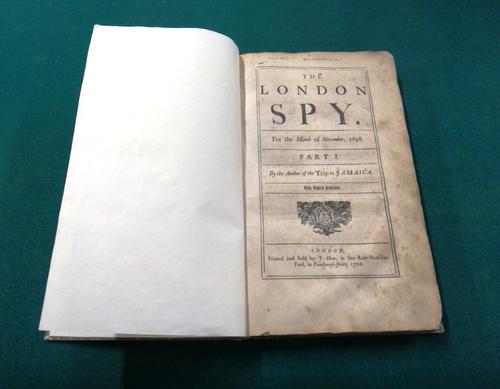 THE
LONDON
SPY.
For the Month of November, 1698.
PART I.
By the Author of the Trip to JAMAICA.
The Third Edition.
LONDON,
Printed and Sold by J. How, in the Ram-Head-Inn-
Yard, in Fanchurch-street, 1700.